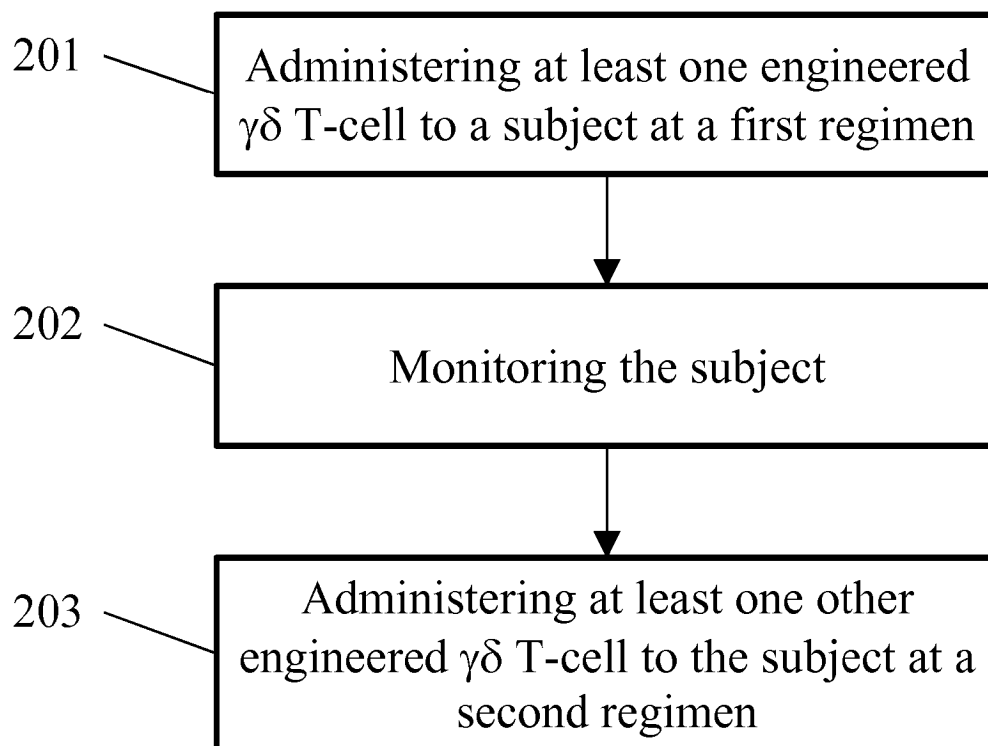 201
Administering at least one engineered
γδ T-cell to a subject at a first regimen
202
Monitoring the subject
203
Administering at least one other
engineered γδ T-cell to the subject at a
second regimen